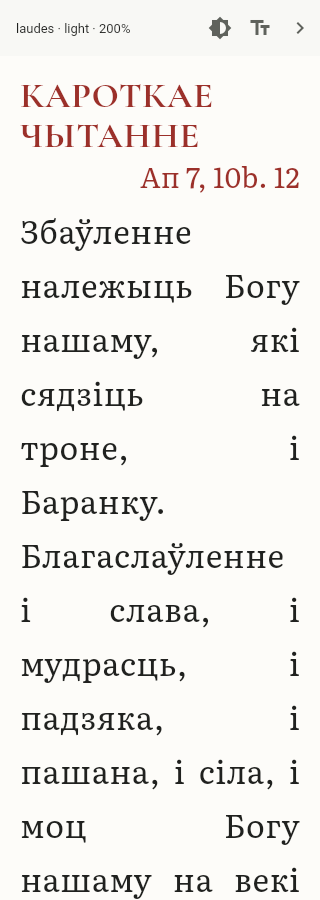 laudes · light · 200%
КАРОТКАЕ
ЧЫТАННЕ
Ап 7, 10b. 12
Збаўленне
належыць Богу
нашаму, які
сядзіць на
троне, і
Баранку.
Благаслаўленне
і слава, і
мудрасць, і
падзяка, і
пашана, і сіла, і
моц Богу
нашаму на векі